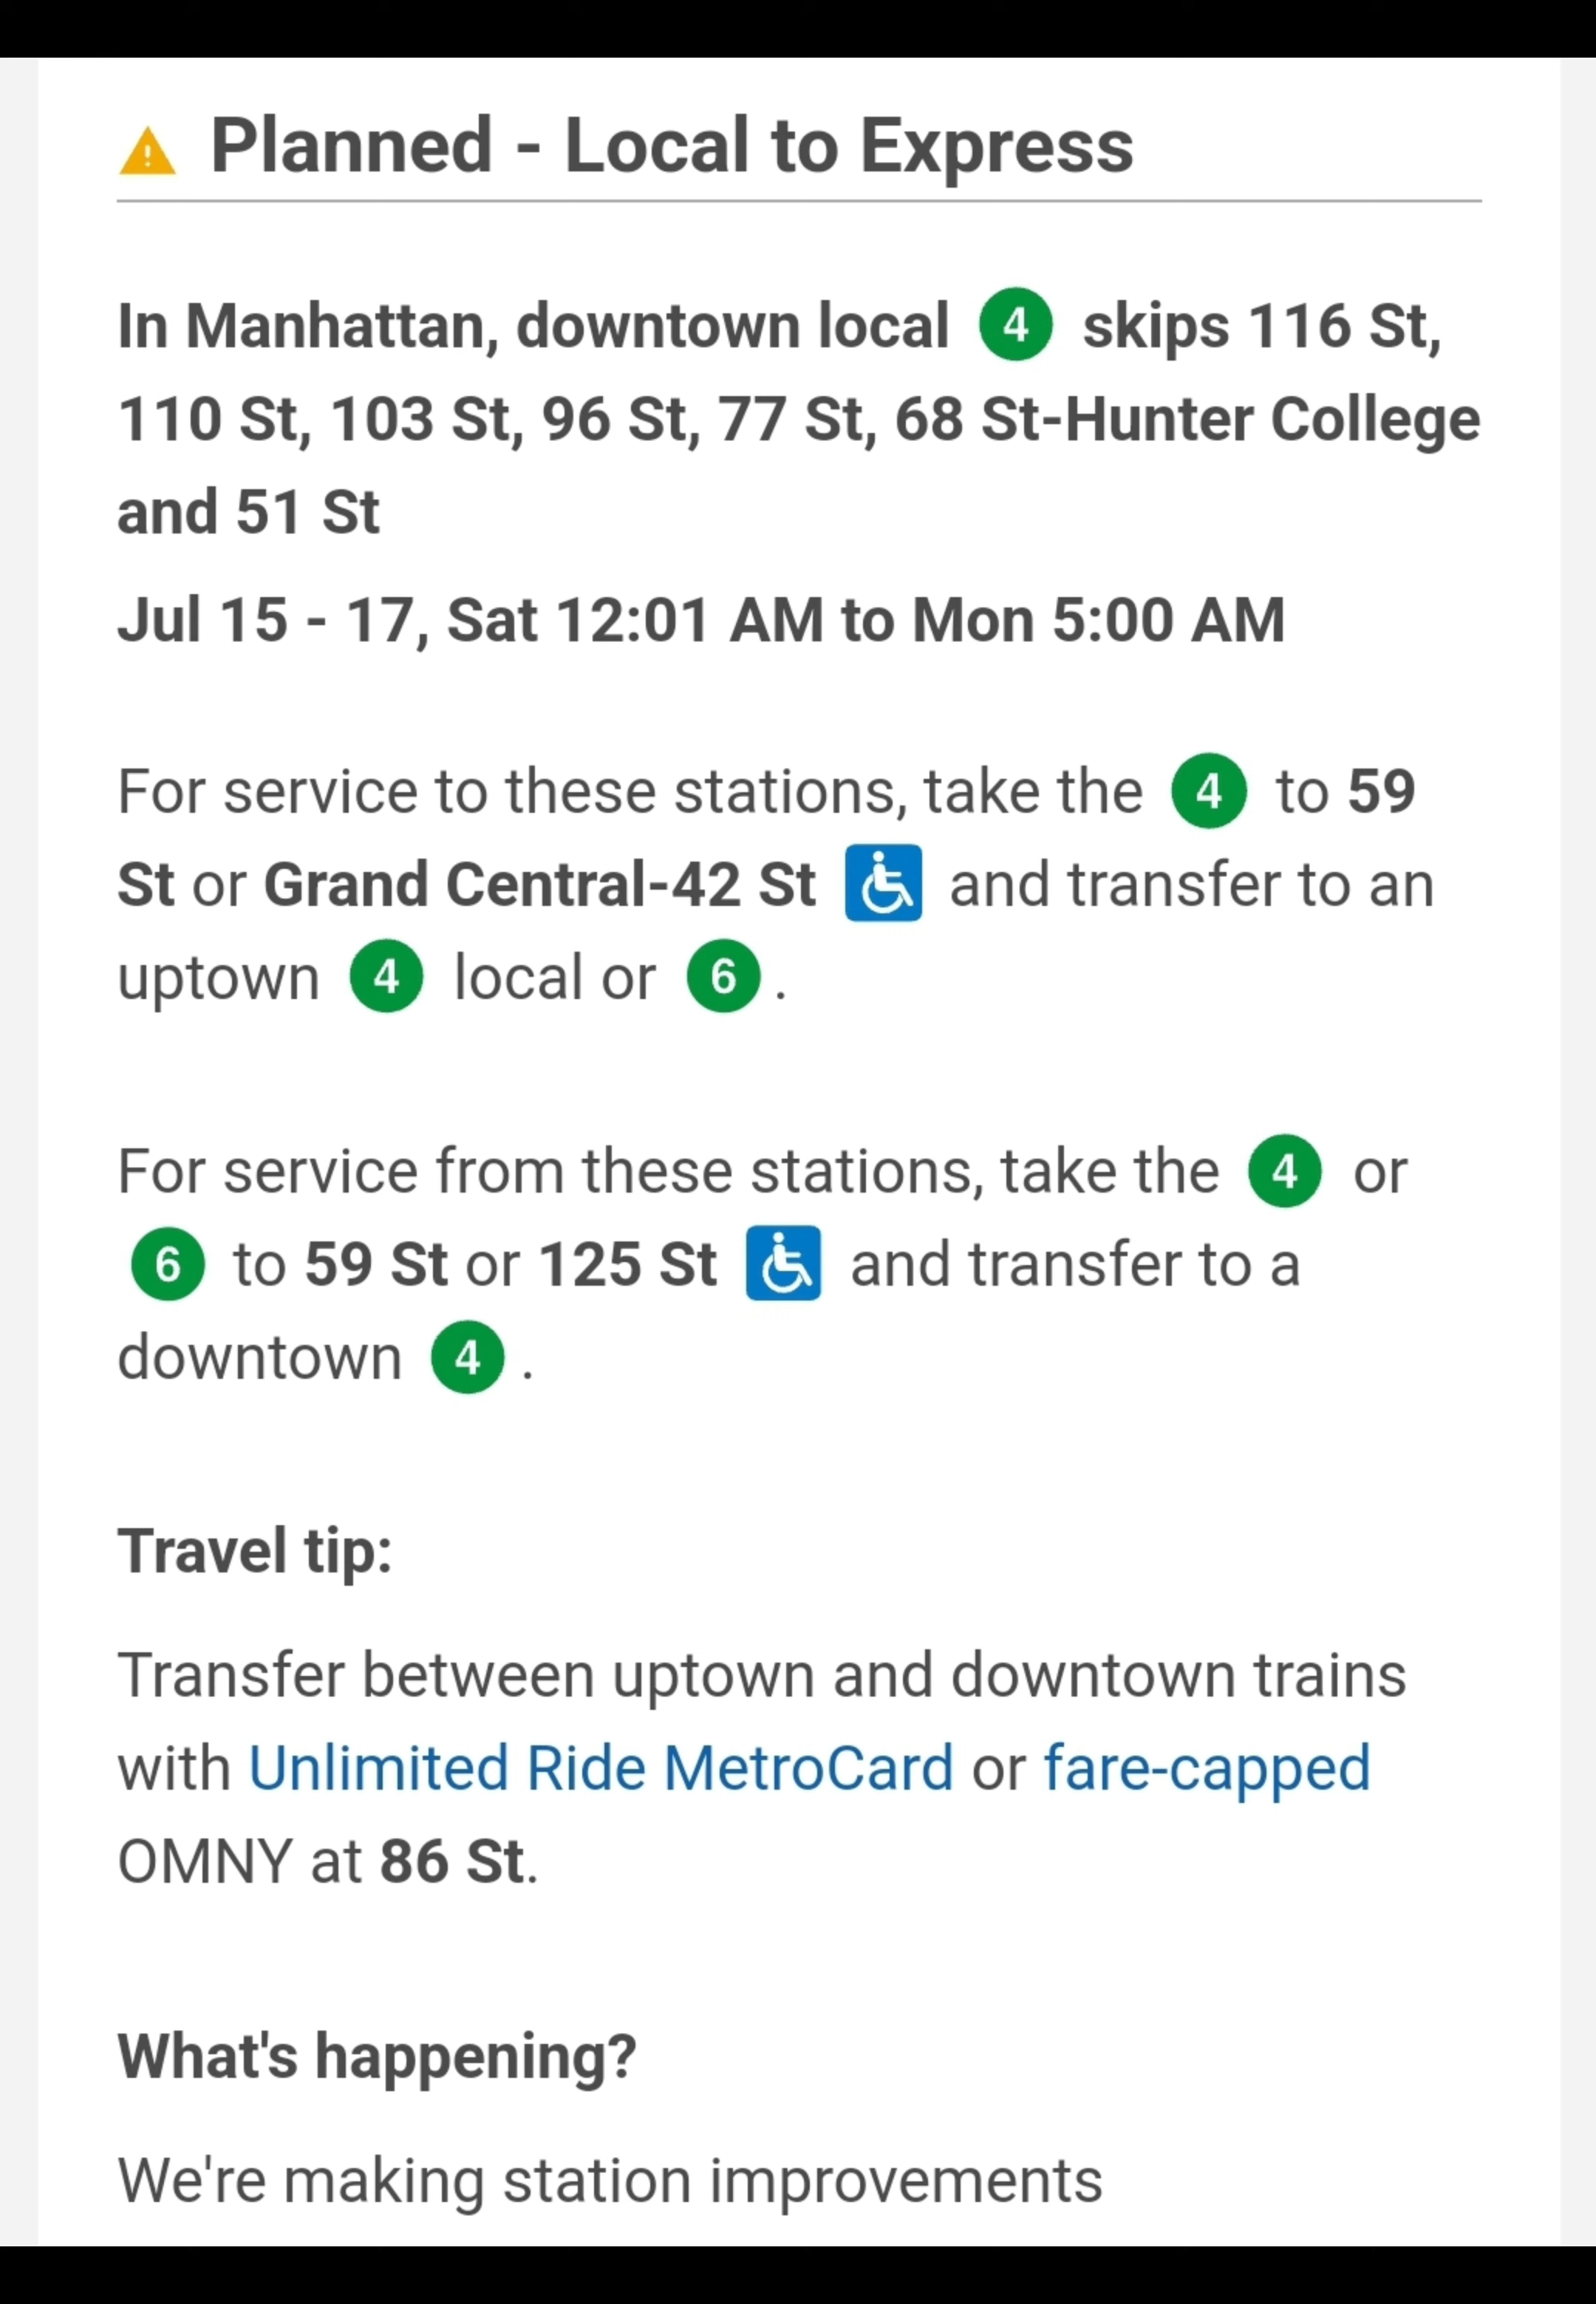 Planned - Local to Express
In Manhattan, downtown local 4 skips 116 St,
110 St, 103 St, 96 St, 77 St, 68 St-Hunter College
and 51 St
Jul 15 - 17, Sat 12:01 AM to Mon 5:00 AM
For service to these stations, take the 4 to 59
St or Grand Central-42 St and transfer to an
uptown 4 local or 6 .
For service from these stations, take the 4 or
6 to 59 St or 125 St and transfer to a
downtown 4 .
Travel tip:
Transfer between uptown and downtown trains
with Unlimited Ride MetroCard or fare-capped
OMNY at 86 St.
What's happening?
We're making station improvements